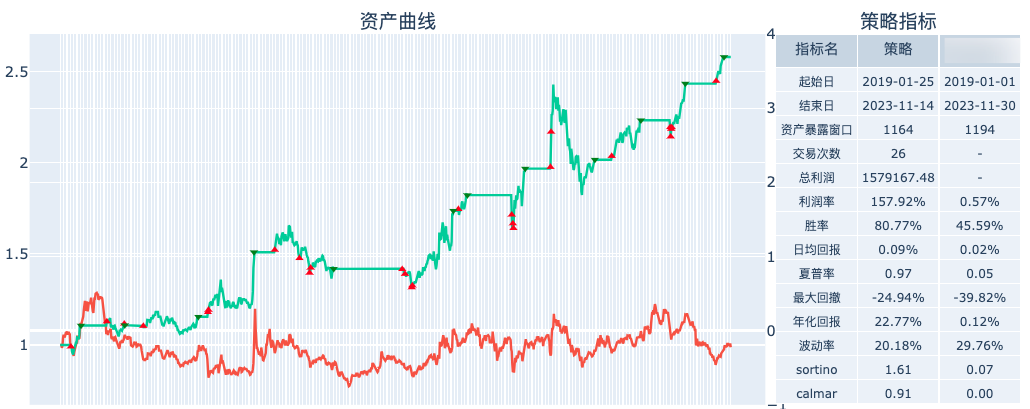 资产曲线
策略指标
2.5
2
1.5
1
4
3
2
1
0
−1
指标名 策略
起始日 2019-01-25 2019-01-01
结束日 2023-11-14 2023-11-30
资产暴露窗口 1164 1194
交易次数 26 -
总利润 1579167.48 -
利润率 157.92% 0.57%
胜率 80.77% 45.59%
日均回报 0.09% 0.02%
夏普率 0.97 0.05
最大回撤 -24.94% -39.82%
年化回报 22.77% 0.12%
波动率 20.18% 29.76%
sortino 1.61 0.07
calmar 0.91 0.00